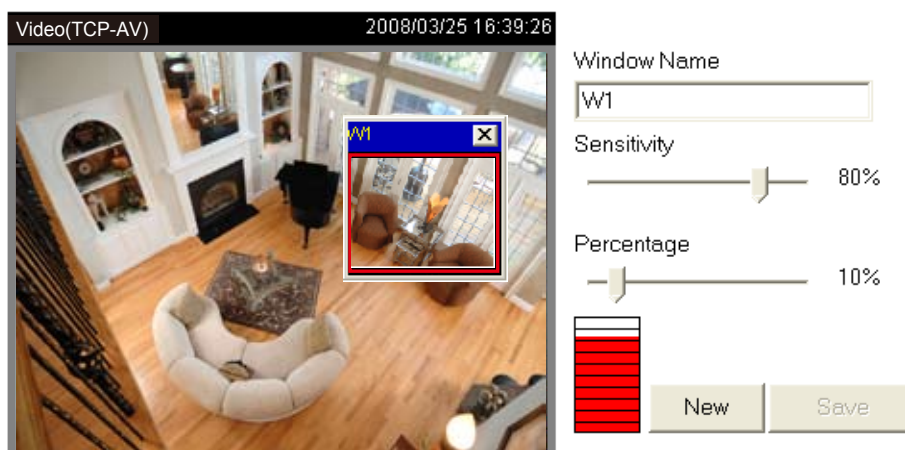 Video(TCP-AV) 2008/03/25 16:39:26
W1
Window Name
W1
Sensitivity
80%
Percentage
10%
New Save